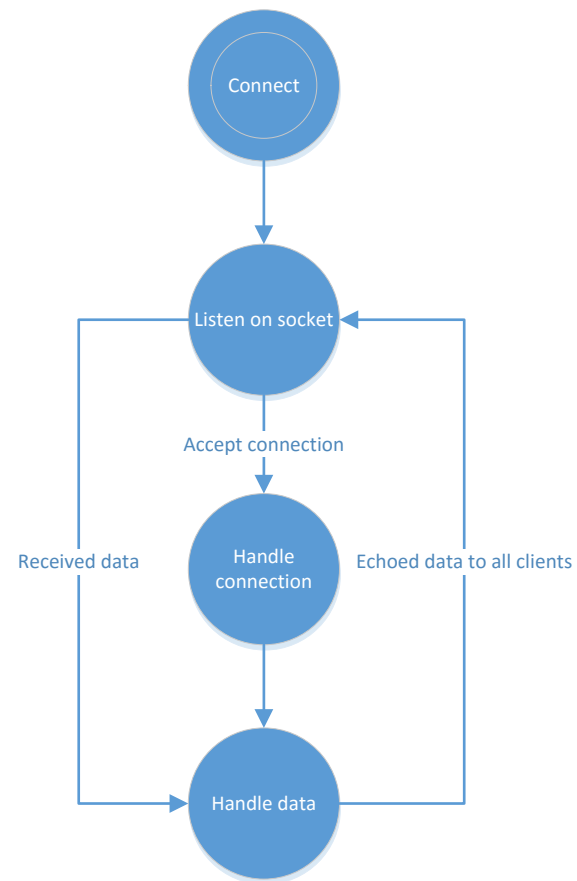 Connect
Listen on socket
Accept connection
Received data
Handle
connection
Echoed data to all clients
Handle data